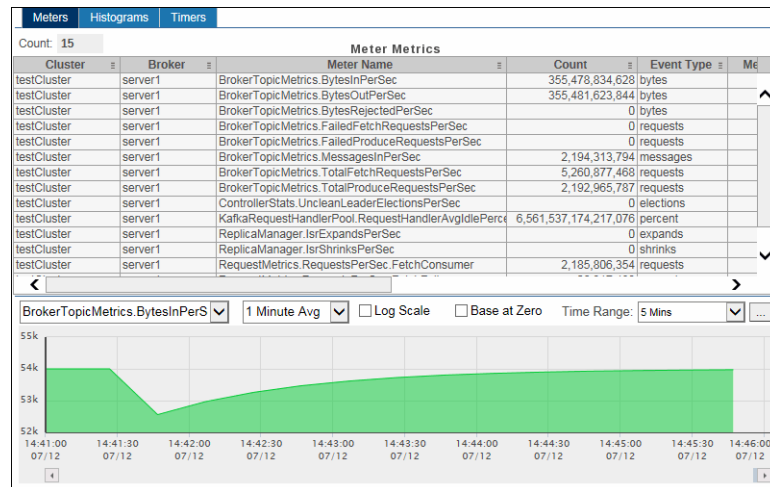 Meters Histograms Timers
Count: 15
Meter Metrics
Cluster Broker Meter Name Count Event Type Me
testCluster server1 BrokerTopicMetrics.BytesInPerSec 355,478,834,628 bytes
testCluster server1 BrokerTopicMetrics.BytesOutPerSec 355,481,623,844 bytes
testCluster server1 BrokerTopicMetrics.BytesRejectedPerSec 0 bytes
testCluster server1 BrokerTopicMetrics.FailedFetchRequestsPerSec 0 requests
testCluster server1 BrokerTopicMetrics.FailedProduceRequestsPerSec 0 requests
testCluster server1 BrokerTopicMetrics.MessagesInPerSec 2,194,313,794 messages
testCluster server1 BrokerTopicMetrics.TotalFetchRequestsPerSec 5,260,877,468 requests
testCluster server1 BrokerTopicMetrics.TotalProduceRequestsPerSec 2,192,965,787 requests
testCluster server1 ControllerStats.UncleanLeaderElectionsPerSec 0 elections
testCluster server1 KafkaRequestHandlerPool.RequestHandlerAvgIdlePerce 6,561,537,174,217,076 percent
testCluster server1 ReplicaManager.IsrExpandsPerSec 0 expands
testCluster server1 ReplicaManager.IsrShrinksPerSec 0 shrinks
testCluster server1 RequestMetrics.RequestsPerSec.FetchConsumer 2,185,806,354 requests
BrokerTopicMetrics.BytesInPerS 1 Minute Avg Log Scale Base at Zero Time Range: 5 Mins ...
55k
54k
53k
52k
14:41:00 14:41:30 14:42:00 14:42:30 14:43:00 14:43:30 14:44:00 14:44:30 14:45:00 14:45:30 14:46:00
07/12 07/12 07/12 07/12 07/12 07/12 07/12 07/12 07/12 07/12 07/12